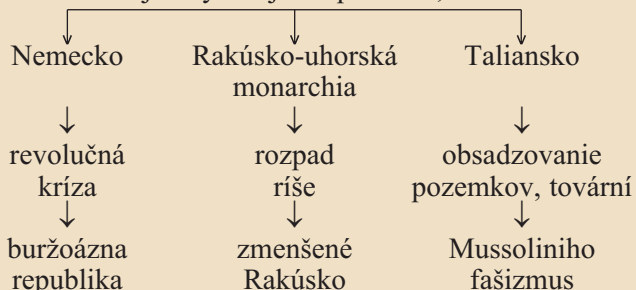 Nemecko
Rakúsko-uhorská
monarchia
Taliansko
revolučná
kríza
rozpad
ríše
obsadzovanie
pozemkov, tovární
buržoázna
republika
zmenšené
Rakúsko
Mussoliniho
fašizmus